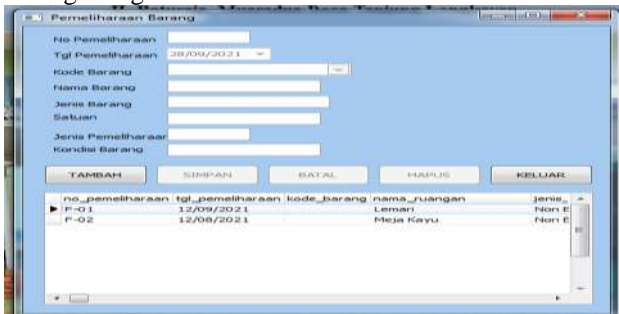 Pemeliharaan Barang
No Pemeliharaan
Tgl Pemeliharaan 28/09/2021
Kode Barang
Nama Barang
Jenis Barang
Satuan
Jenis Pemeliharaar
Kondisi Barang
TAMBAH SIMPAN BATAL HAPUS KELUAR
no_pemeliharaan tgl_pemeliharaan kode_barang nama_ruangan jenis_
P-01 12/09/2021 Lemari Non E
P-02 12/08/2021 Meja Kayu Non E